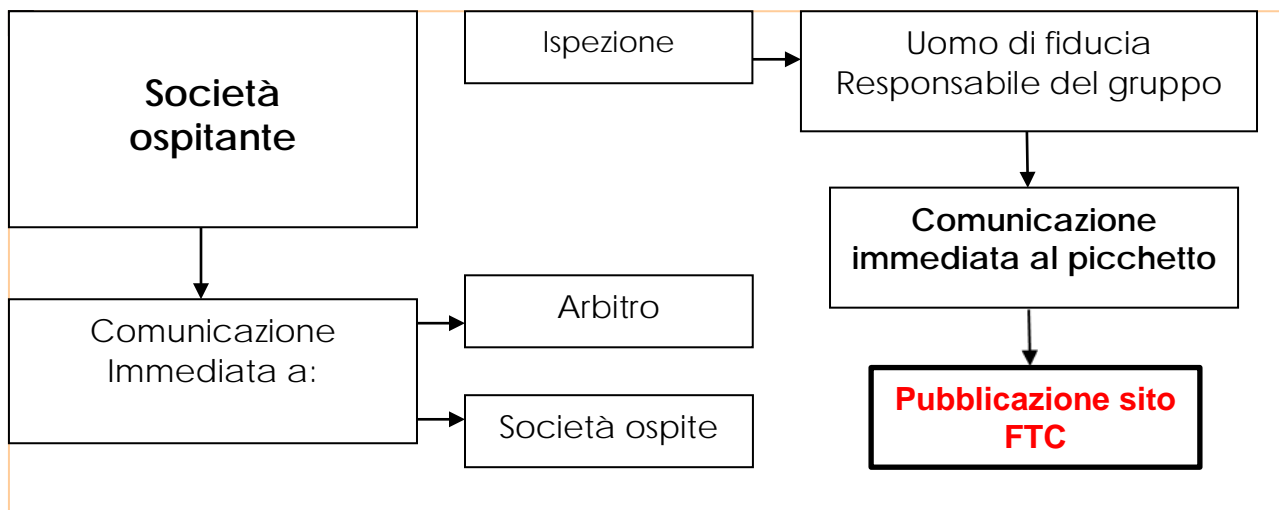 Società
ospitante
Ispezione
Uomo di fiducia
Responsabile del gruppo
Comunicazione
immediata al picchetto
Comunicazione
Immediata a:
Arbitro
Società ospite
Pubblicazione sito
FTC